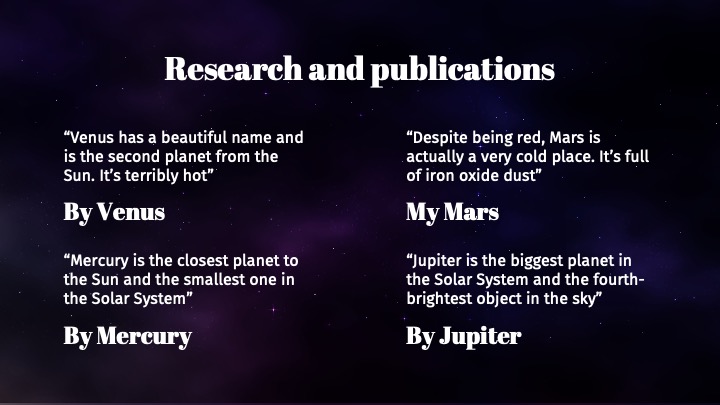 Research and publications
“Venus has a beautiful name and
is the second planet from the
Sun. It’s terribly hot”
By Venus
“Despite being red, Mars is
actually a very cold place. It’s full
of iron oxide dust”
My Mars
“Mercury is the closest planet to
the Sun and the smallest one in
the Solar System”
By Mercury
“Jupiter is the biggest planet in
the Solar System and the fourth-
brightest object in the sky”
By Jupiter